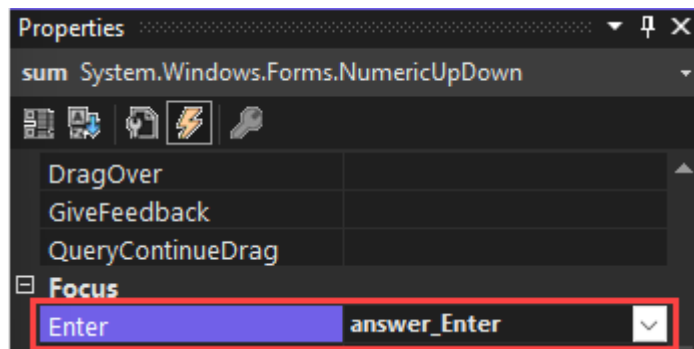 Properties
sum System.Windows.Forms.NumericUpDown
DragOver
GiveFeedback
QueryContinueDrag
Focus
Enter answer_Enter